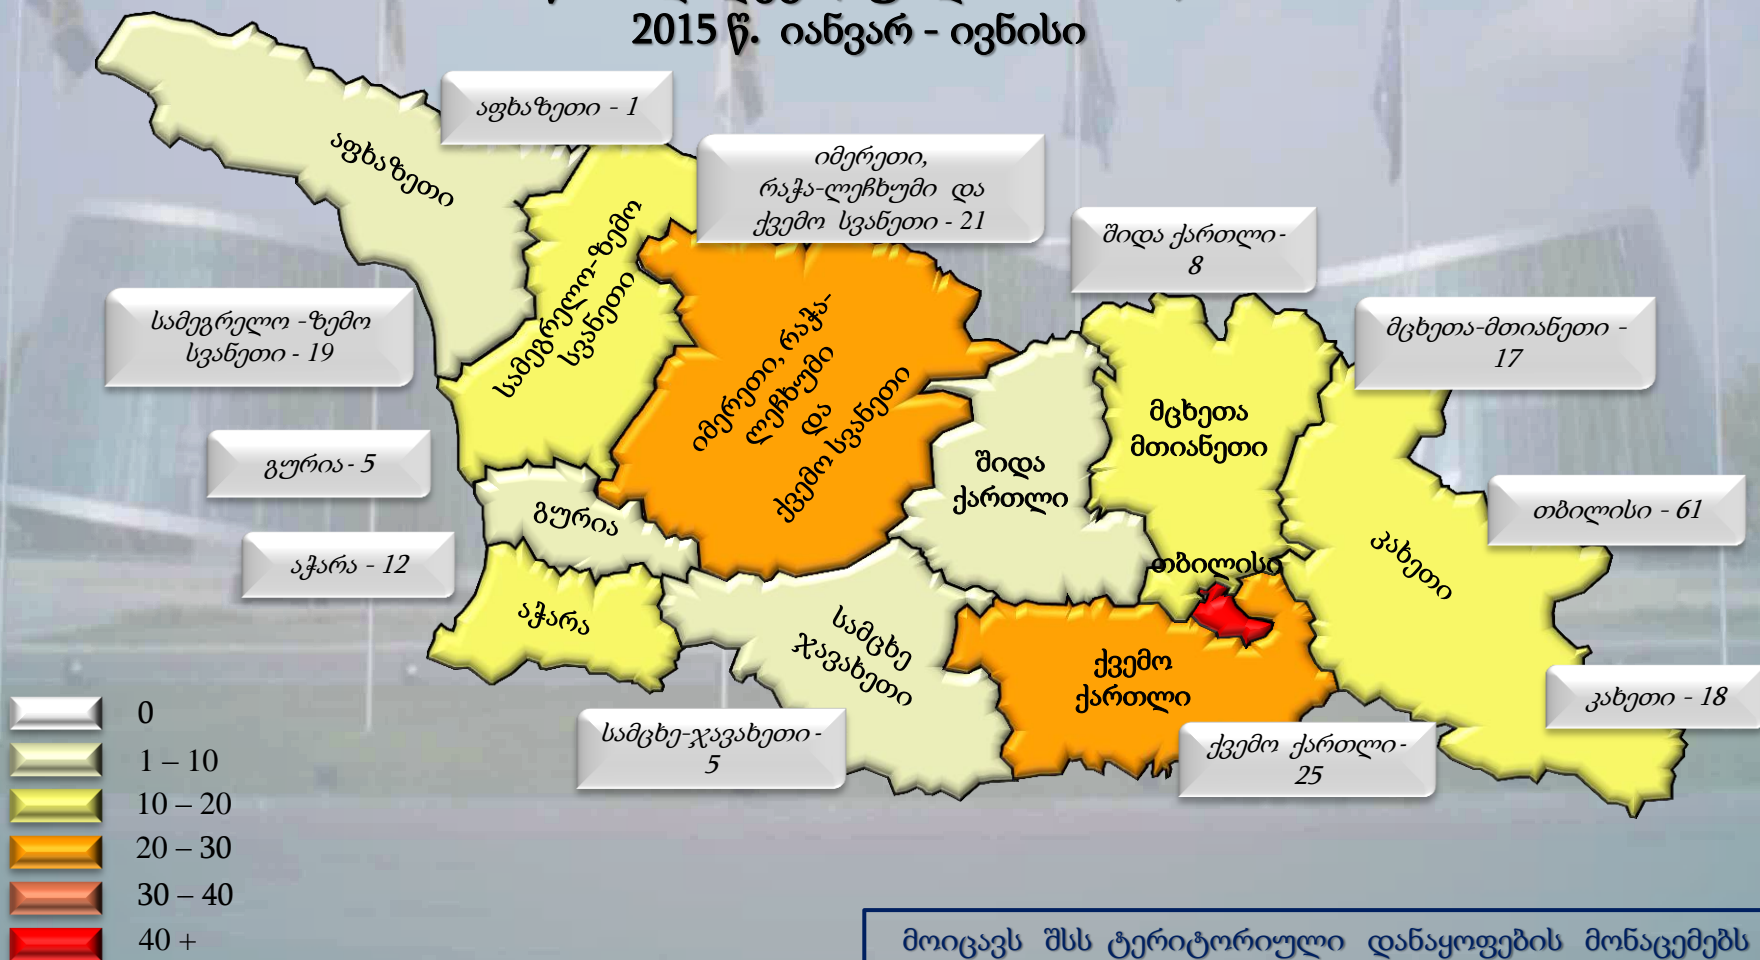 2015 წ. იანვარ - ივნისი
აფხაზეთი - 1
აფხაზეთი
იმერეთი,
რაჭა-ლეჩხუმი და
ქვემო სვანეთი - 21
შიდა ქართლი-
8
სამეგრელო -ზემო
სვანეთი - 19
სამეგრელო-ზემო
სვანეთი
მცხეთა-მთიანეთი -
17
იმერეთი, რაჭა-
ლეჩხუმი
და
ქვემო სვანეთი
მცხეთა
მთიანეთი
გურია- 5
შიდა
ქართლი
თბილისი - 61
გურია
კახეთი
აჭარა - 12
თბილისი
აჭარა
სამცხე
ჯავახეთი
ქვემო
ქართლი
კახეთი - 18
სამცხე-ჯავახეთი-
5
ქვემო ქართლი-
25
0
1 – 10
10 – 20
20 – 30
30 – 40
40 +
მოიცავს შსს ტერიტორიული დანაყოფების მონაცემებს